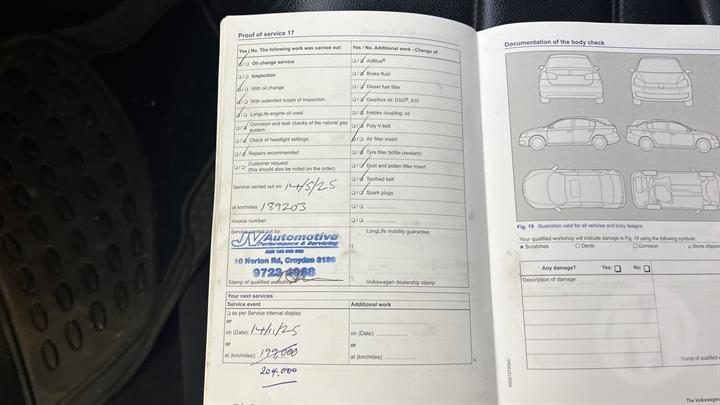 Proof of service 17
Yes / No. The following work was carried out:
Oil change service
Inspection
With oil change
With extended scope of inspection
LongLife engine oil used
Corrosion and leak checks of the natural gas
system
Check of headlight settings
Repairs recommended
Customer request
(this should also be noted on the order)
Service carried out on: 14/5/25
at km/miles: 189203
Invoice number:
Service carried out by:
JV Automotive
Performance & Servicing
10 Norton Rd, Croydon 3136
9723
Stamp of qualified workshop
Yes / No, Additional work - Change of:
AdBlue®
Brake fluid
Diesel fuel filter
Gearbox oil: DSG®, ATF
Haldex coupling: oil
Poly V-belt
Air filter insert
Tyre filler bottle (sealant)
Dust and pollen filter insert
Toothed belt
Spark plugs
LongLife mobility guarantee:
Volkswagen dealership stamp
Your next services
Service event
as per Service interval display
or
on (Date): 14/11/25
or
at (km/miles): 199,000
204.000
Additional work
on (Date):
or
at (km/miles):
Documentation of the body check
Fig. 19 Illustration valid for all vehicles and body designs.
Your qualified workshop will indicate damage in Fig. 19 using the following symbols:
× Scratches ○ Dents □ Corrosion △ Stone chippin
Any damage? Yes: No:
Description of damage:
Stamp of qualified
The Volkswagen